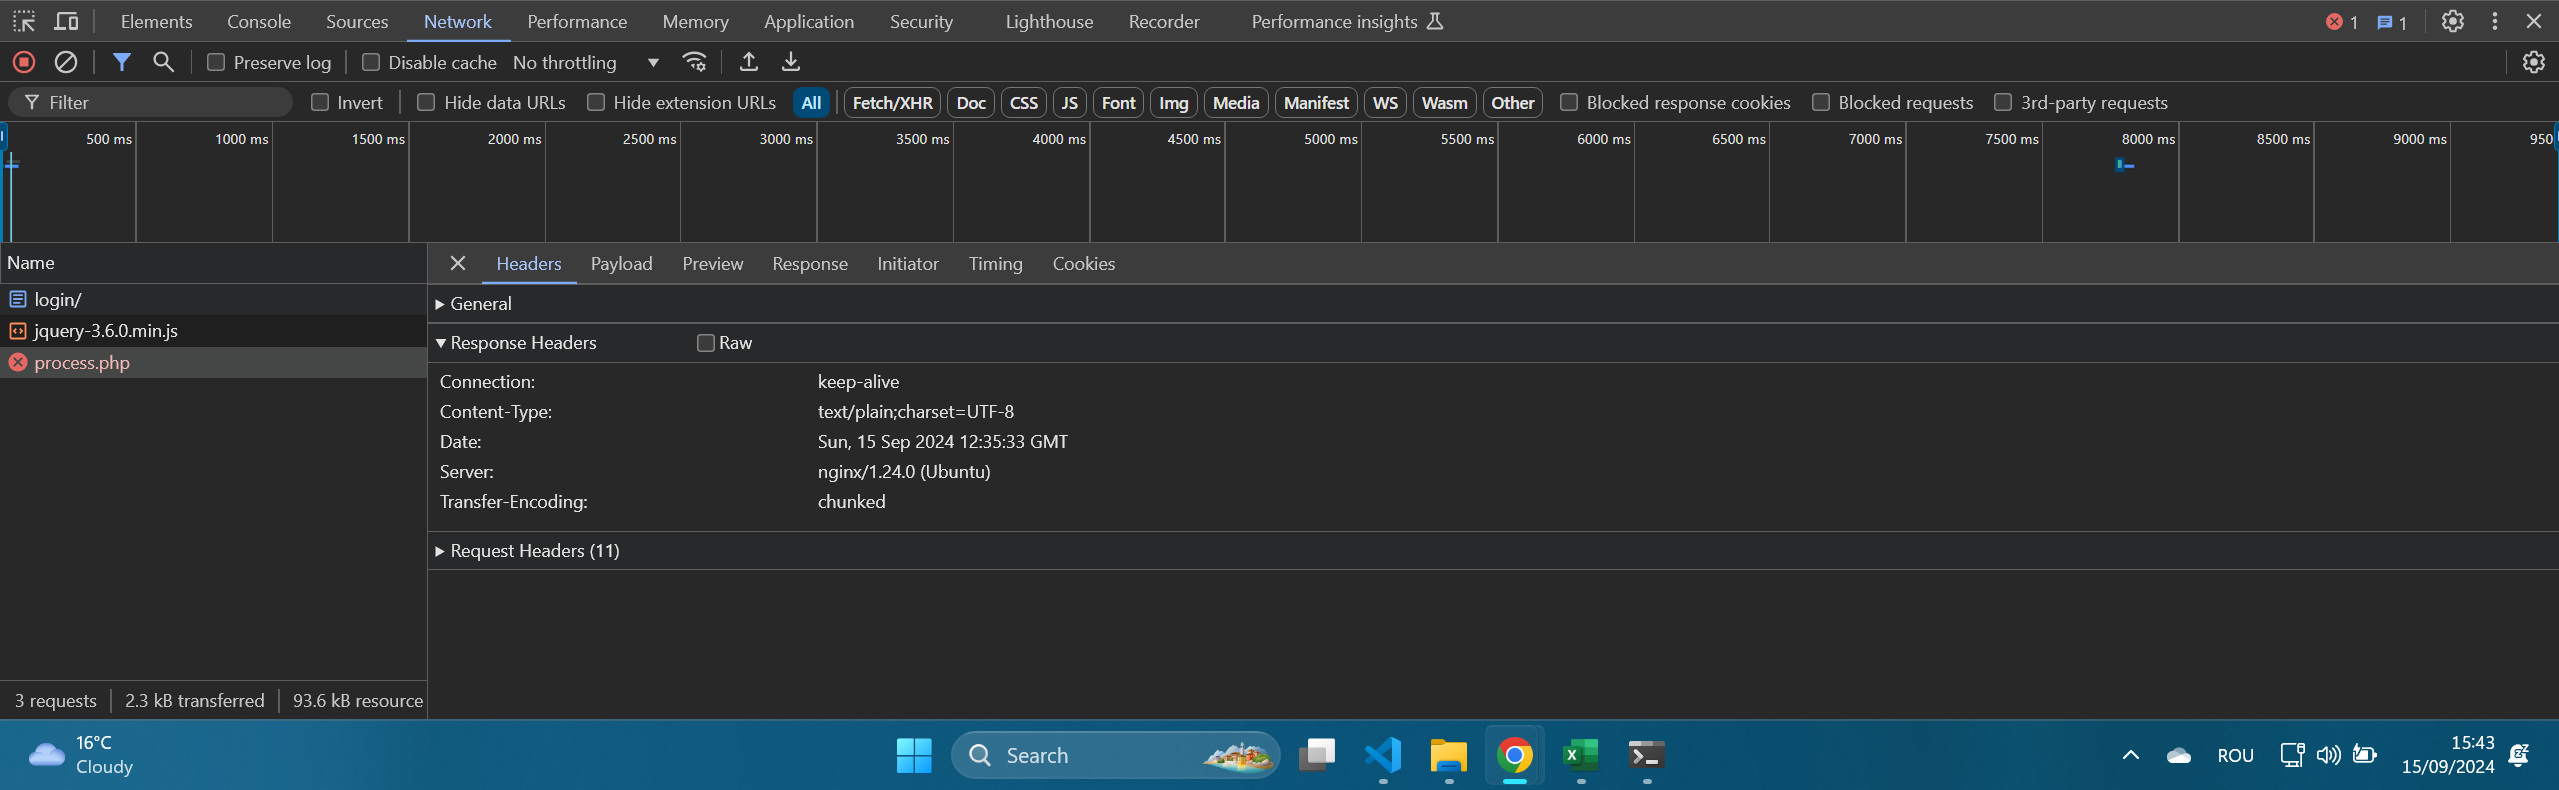 Elements Console Sources Network Performance Memory Application Security Lighthouse Recorder Performance insights 1 1
Preserve log Disable cache No throttling
Filter Invert Hide data URLs Hide extension URLs All Fetch/XHR Doc CSS JS Font Img Media Manifest WS Wasm Other Blocked response cookies Blocked requests 3rd-party requests
500 ms 1000 ms 1500 ms 2000 ms 2500 ms 3000 ms 3500 ms 4000 ms 4500 ms 5000 ms 5500 ms 6000 ms 6500 ms 7000 ms 7500 ms 8000 ms 8500 ms 9000 ms 950
Name
login/
jquery-3.6.0.min.js
process.php
3 requests 2.3 kB transferred 93.6 kB resource
Headers Payload Preview Response Initiator Timing Cookies
General
Response Headers Raw
Connection: keep-alive
Content-Type: text/plain;charset=UTF-8
Date: Sun, 15 Sep 2024 12:35:33 GMT
Server: nginx/1.24.0 (Ubuntu)
Transfer-Encoding: chunked
Request Headers (11)
16°C
Cloudy
Search
ROU
15:43
15/09/2024